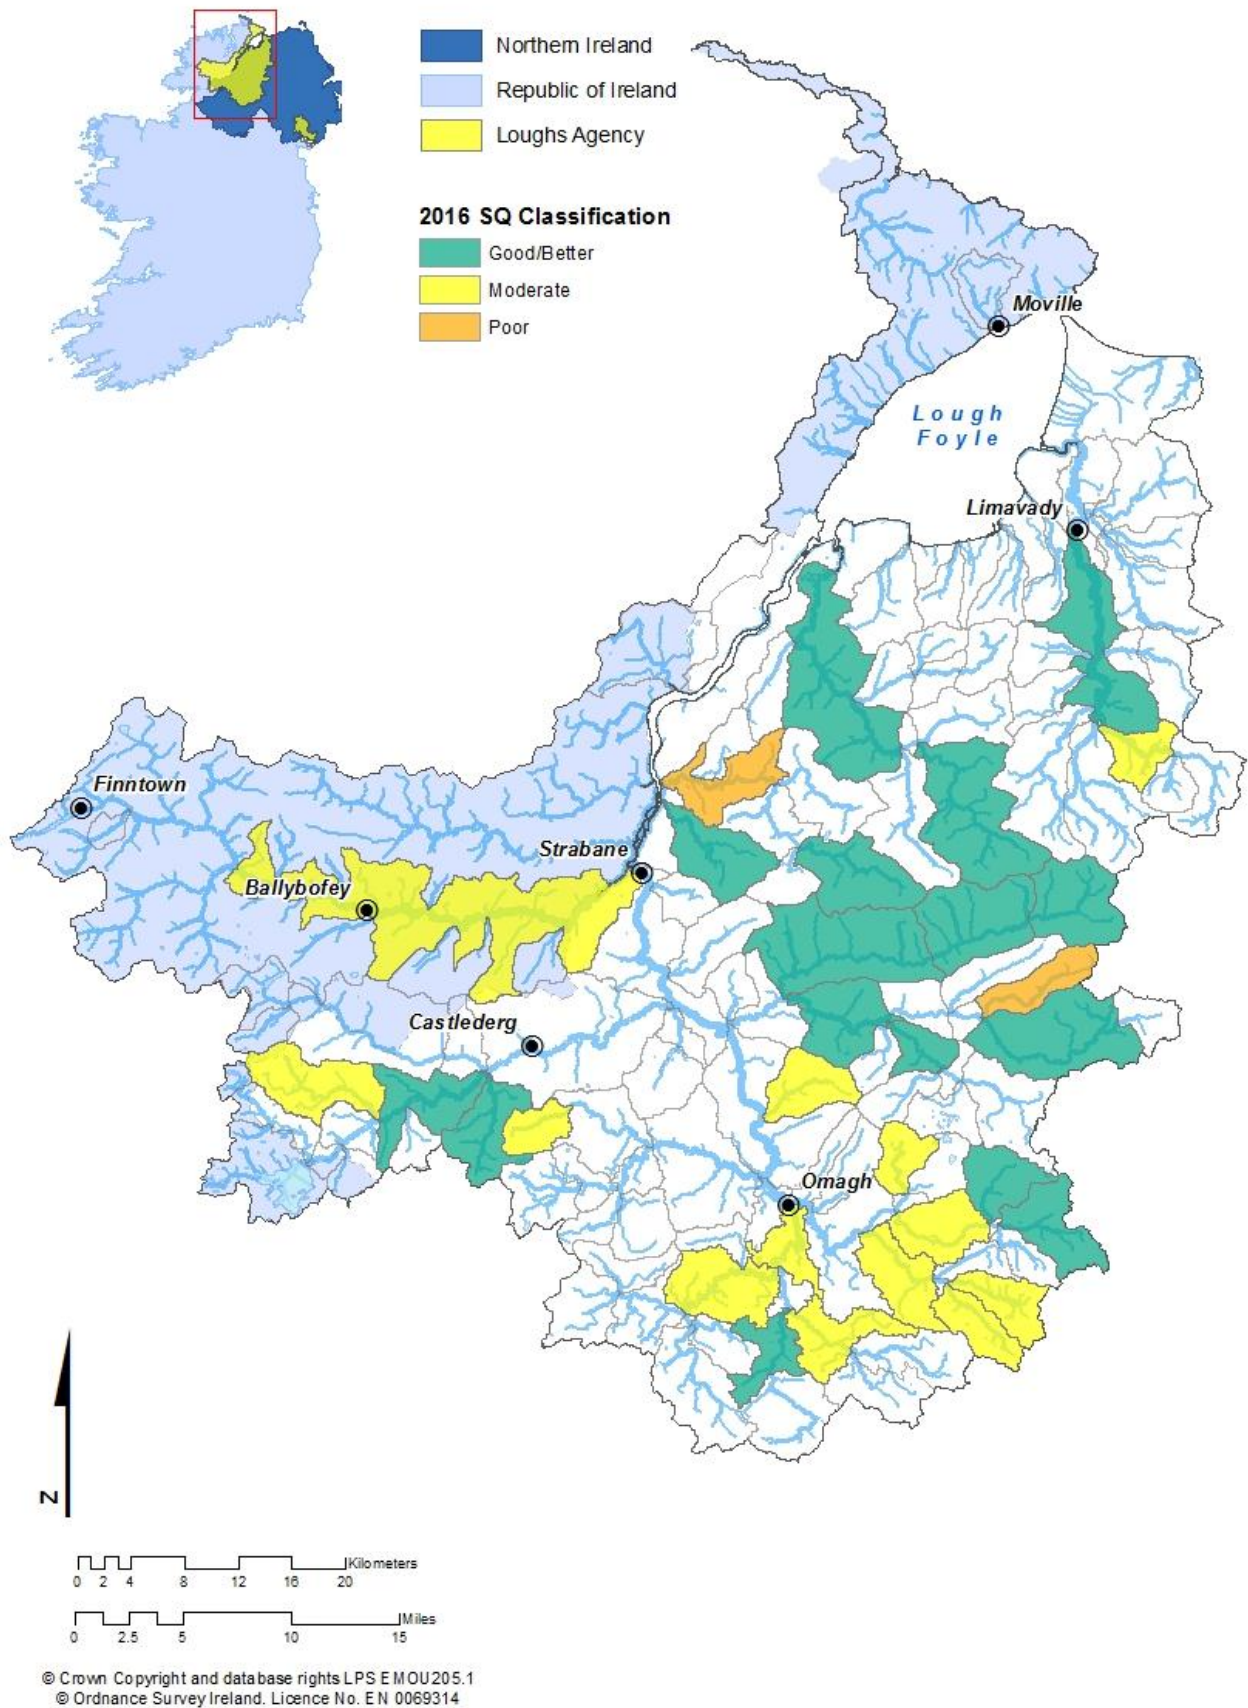 Northern Ireland
Republic of Ireland
Loughs Agency
2016 SQ Classification
Good/Better
Moderate
Poor
Moville
Lough
Foyle
Limavady
Finntown
Strabane
Ballybofey
Castlederg
Omagh
N
Kilometers
0 2 4 8 12 16 20
Miles
0 2.5 5 10 15
© Crown Copyright and database rights LPS EMOU205.1
© Ordnance Survey Ireland. Licence No. EN 0069314